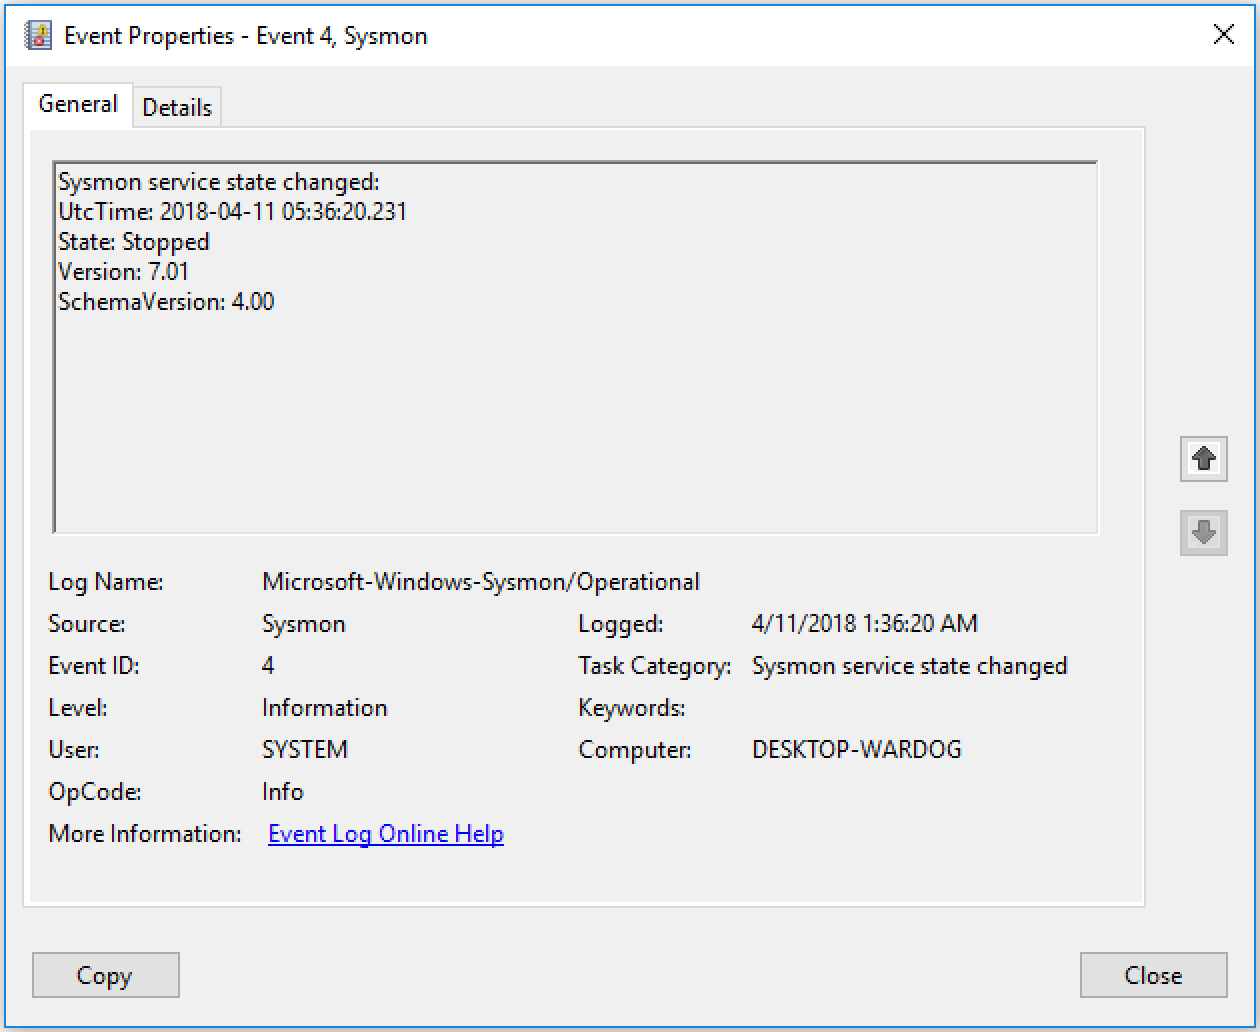 Event Properties - Event 4, Sysmon
General
Details
Sysmon service state changed:
UtcTime: 2018-04-11 05:36:20.231
State: Stopped
Version: 7.01
SchemaVersion: 4.00
Log Name: Microsoft-Windows-Sysmon/Operational
Source: Sysmon Logged: 4/11/2018 1:36:20 AM
Event ID: 4 Task Category: Sysmon service state changed
Level: Information Keywords:
User: SYSTEM Computer: DESKTOP-WARDOG
OpCode: Info
More Information: Event Log Online Help
Copy
Close